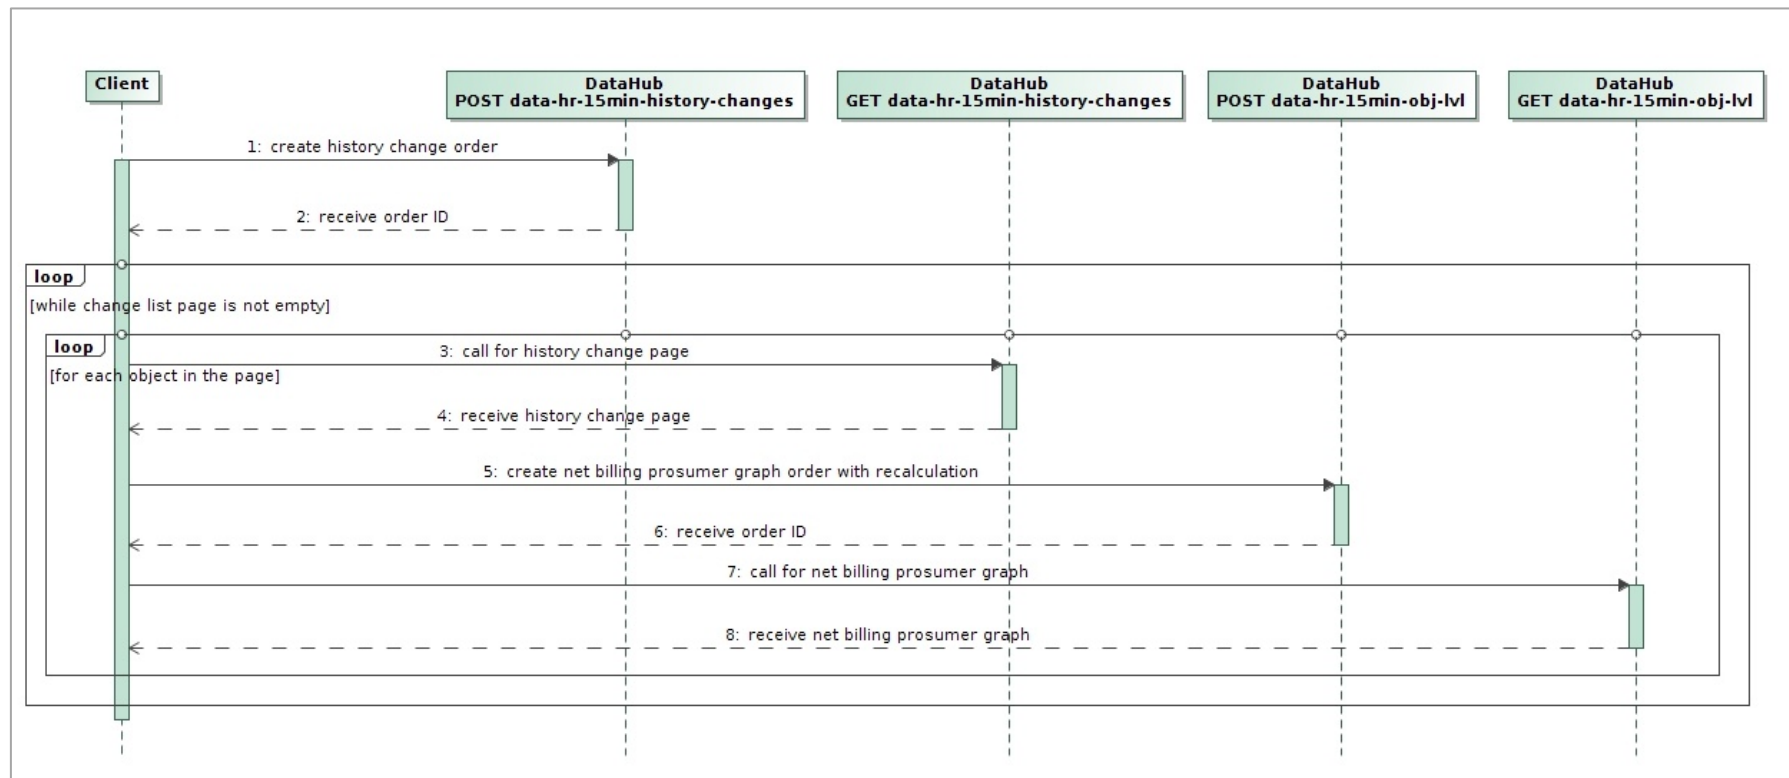 Client
DataHub
POST data-hr-15min-history-changes
DataHub
GET data-hr-15min-history-changes
DataHub
POST data-hr-15min-obj-lvl
DataHub
GET data-hr-15min-obj-lvl
1: create history change order
2: receive order ID
loop
[while change list page is not empty]
loop
3: call for history change page
[for each object in the page]
4: receive history change page
5: create net billing prosumer graph order with recalculation
6: receive order ID
7: call for net billing prosumer graph
8: receive net billing prosumer graph